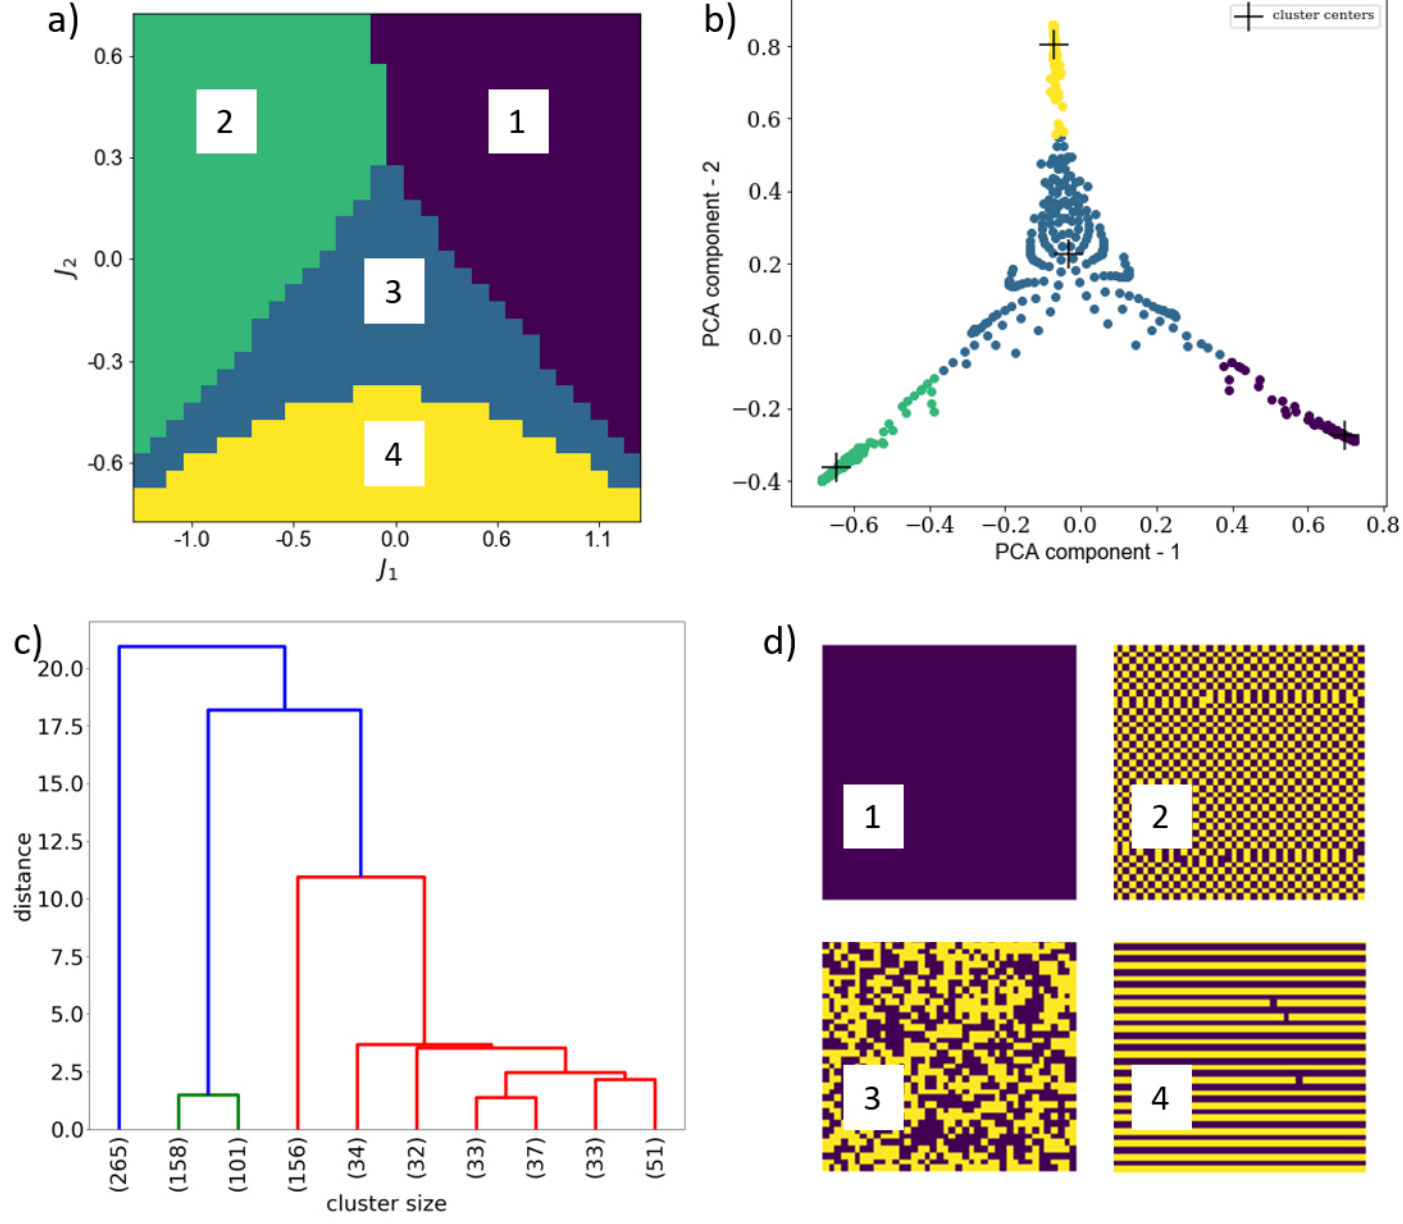 a)
0.6
0.3
0.0
-0.3
-0.6
J₂
-1.0 -0.5 0.0 0.6 1.1
J₁
2
1
3
4
b)
cluster centers
0.8
0.6
0.4
0.2
0.0
−0.2
−0.4
PCA component - 2
−0.6 −0.4 −0.2 0.0 0.2 0.4 0.6 0.8
PCA component - 1
c)
20.0
17.5
15.0
12.5
10.0
7.5
5.0
2.5
0.0
distance
(265) (158) (101) (156) (34) (32) (33) (37) (33) (51)
cluster size
d)
1
2
3
4